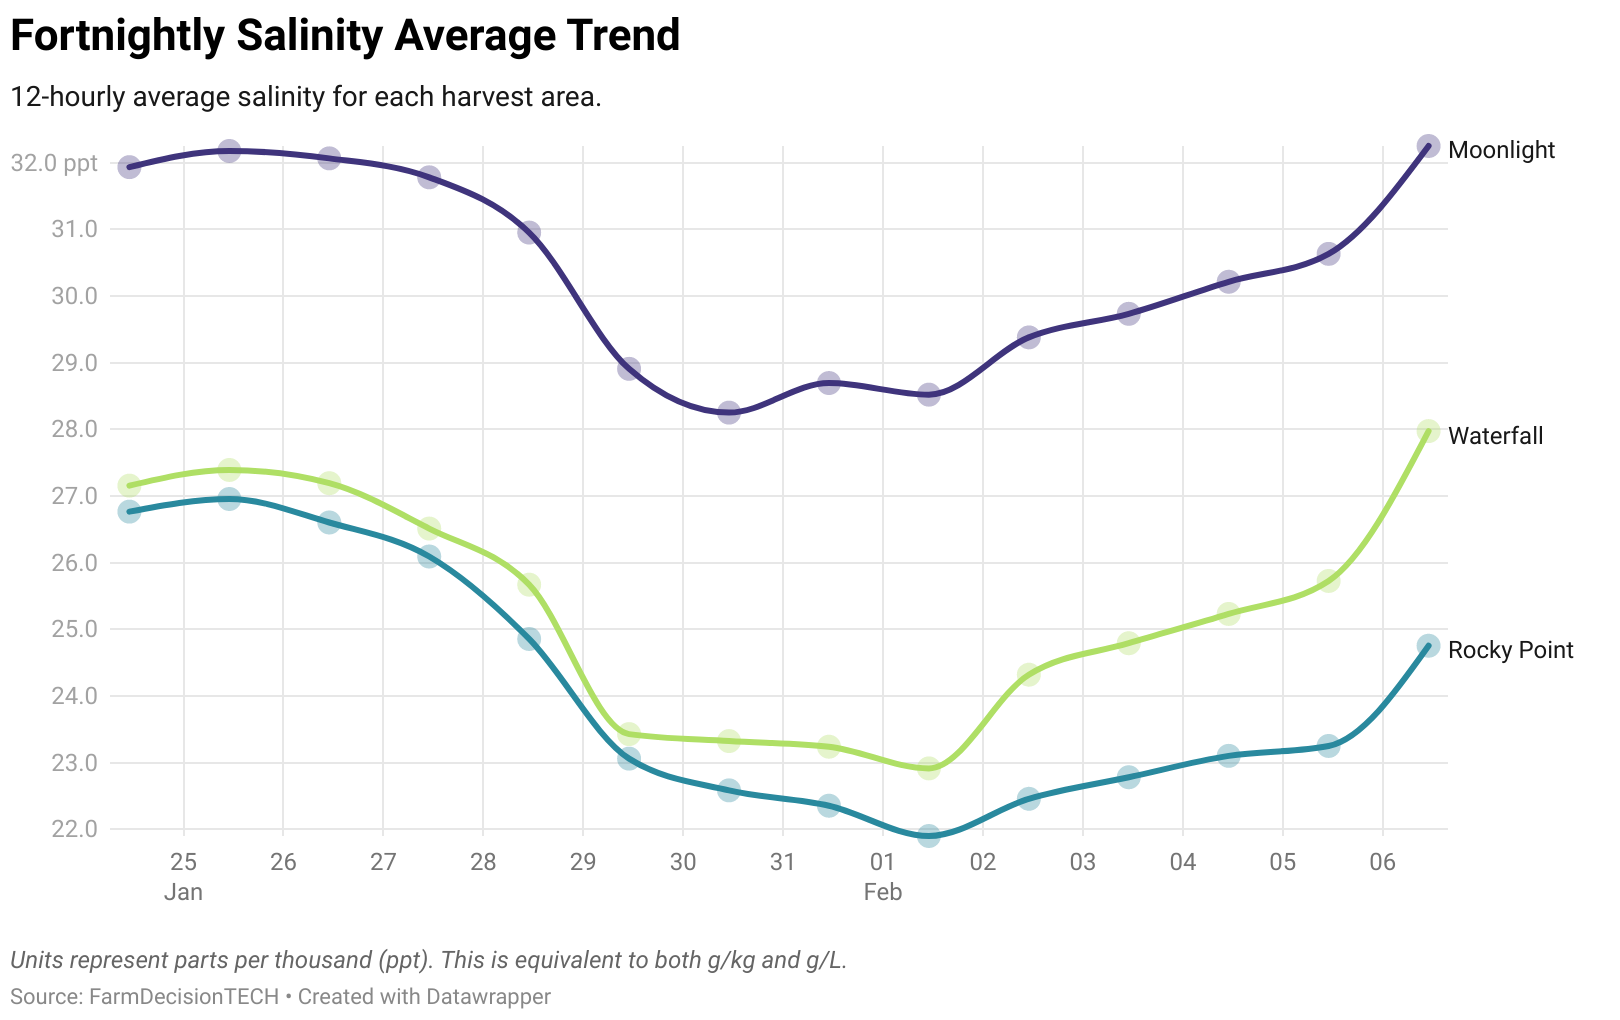 Fortnightly Salinity Average Trend
12-hourly average salinity for each harvest area.
32.0 ppt
31.0
30.0
29.0
28.0
27.0
26.0
25.0
24.0
23.0
22.0
Moonlight
Waterfall
Rocky Point
25 26 27 28 29 30 31 01 02 03 04 05 06
Jan Feb
Units represent parts per thousand (ppt). This is equivalent to both g/kg and g/L.
Source: FarmDecisionTECH • Created with Datawrapper